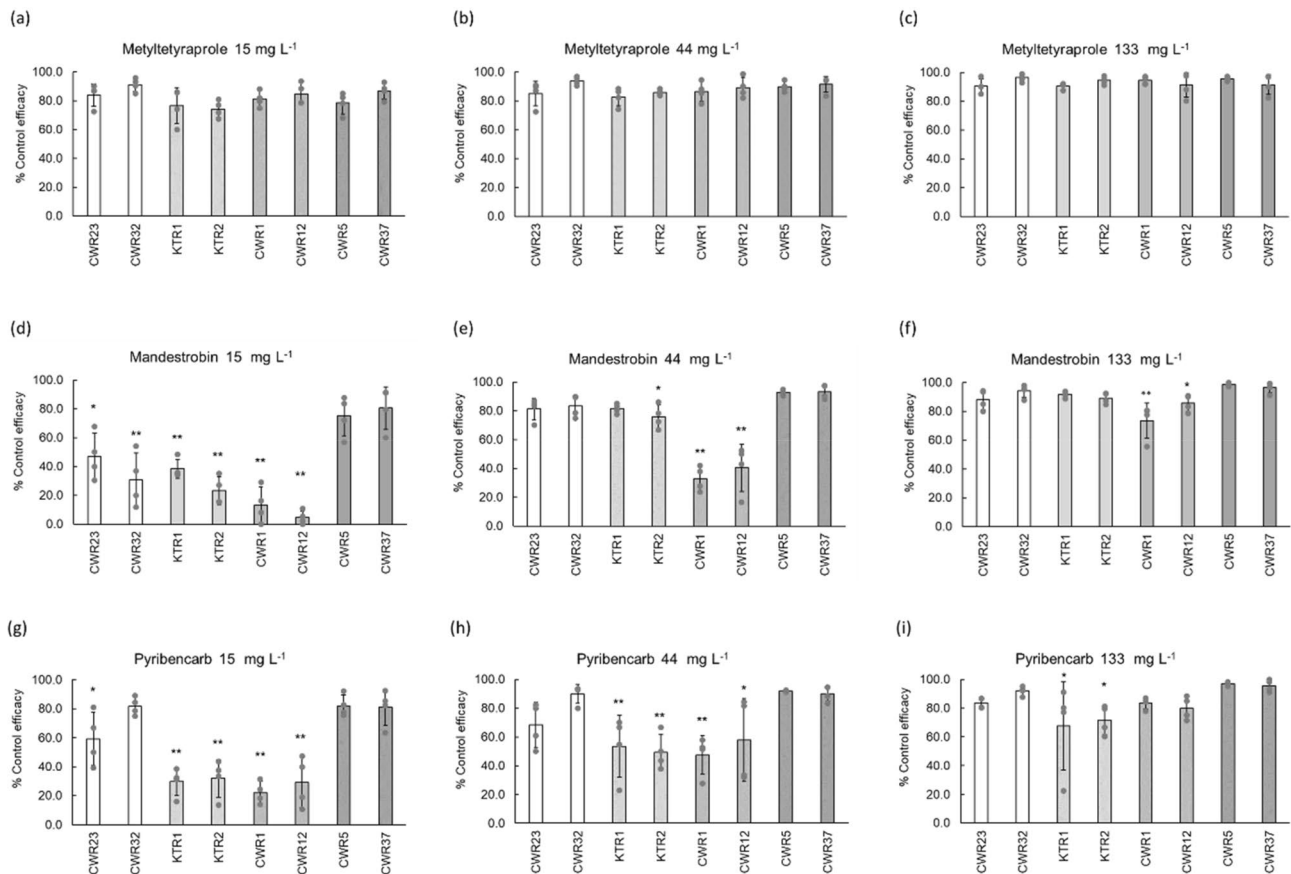 (a)
Metyltetyraprole 15 mg L-1
% Control efficacy
100.0
80.0
60.0
40.0
20.0
0.0
CWR23
CWR32
KTR1
KTR2
CWR1
CWR12
CWR5
CWR37
(b)
Metyltetyraprole 44 mg L-1
% Control efficacy
100.0
80.0
60.0
40.0
20.0
0.0
CWR23
CWR32
KTR1
KTR2
CWR1
CWR12
CWR5
CWR37
(c)
Metyltetyraprole 133 mg L-1
% Control efficacy
100.0
80.0
60.0
40.0
20.0
0.0
CWR23
CWR32
KTR1
KTR2
CWR1
CWR12
CWR5
CWR37
(d)
Mandestrobin 15 mg L-1
% Control efficacy
100.0
80.0
60.0
40.0
20.0
0.0
* ** ** ** ** **
CWR23
CWR32
KTR1
KTR2
CWR1
CWR12
CWR5
CWR37
(e)
Mandestrobin 44 mg L-1
% Control efficacy
100.0
80.0
60.0
40.0
20.0
0.0
* ** **
CWR23
CWR32
KTR1
KTR2
CWR1
CWR12
CWR5
CWR37
(f)
Mandestrobin 133 mg L-1
% Control efficacy
100.0
80.0
60.0
40.0
20.0
0.0
** *
CWR23
CWR32
KTR1
KTR2
CWR1
CWR12
CWR5
CWR37
(g)
Pyribencarb 15 mg L-1
% Control efficacy
100.0
80.0
60.0
40.0
20.0
0.0
* ** ** ** **
CWR23
CWR32
KTR1
KTR2
CWR1
CWR12
CWR5
CWR37
(h)
Pyribencarb 44 mg L-1
% Control efficacy
100.0
80.0
60.0
40.0
20.0
0.0
** ** ** *
CWR23
CWR32
KTR1
KTR2
CWR1
CWR12
CWR5
CWR37
(i)
Pyribencarb 133 mg L-1
% Control efficacy
100.0
80.0
60.0
40.0
20.0
0.0
* *
CWR23
CWR32
KTR1
KTR2
CWR1
CWR12
CWR5
CWR37